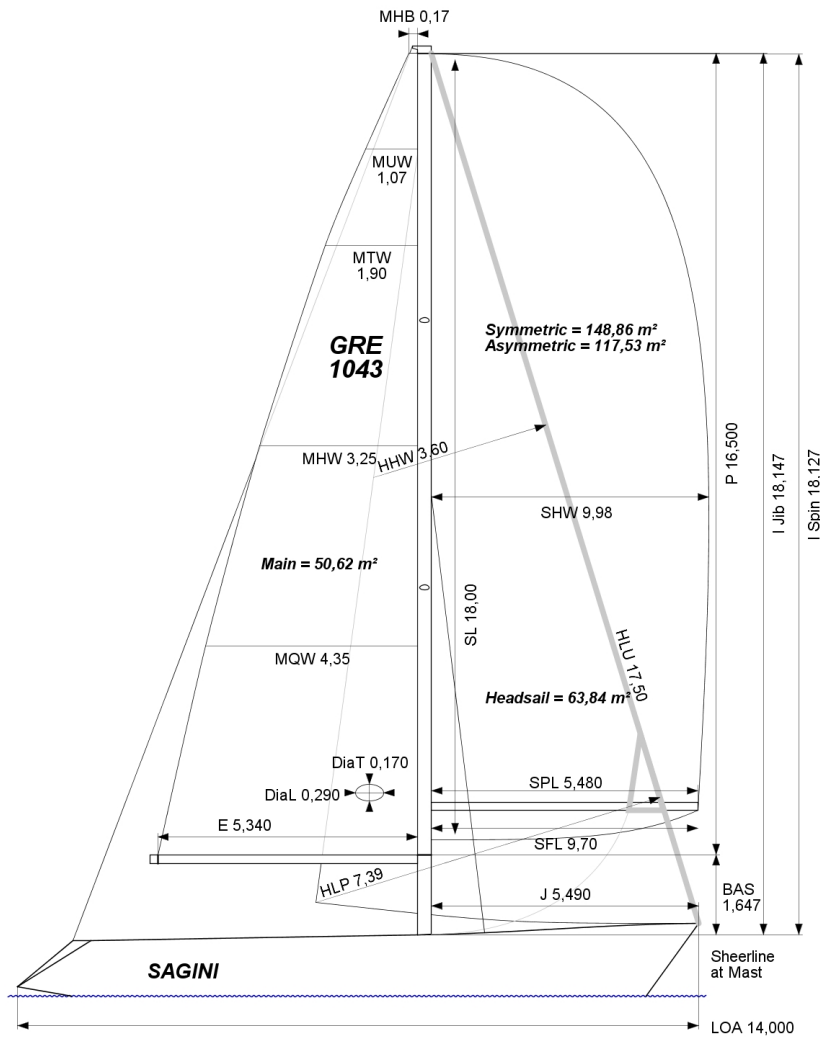 MHB 0,17
MUW
1,07
MTW
1,90
GRE
1043
Symmetric = 148,86 m²
Asymmetric = 117,53 m²
MHW 3,25
HHW 3,60
P 16,500
I Jib 18,147
I Spin 18.127
SHW 9,98
Main = 50,62 m²
SL 18,00
HLU 17,50
MQW 4,35
Headsail = 63,84 m²
DiaT 0,170
DiaL 0,290
SPL 5,480
E 5,340
SFL 9,70
HLP 7,39
J 5,490
BAS
1,647
SAGINI
Sheerline
at Mast
LOA 14,000